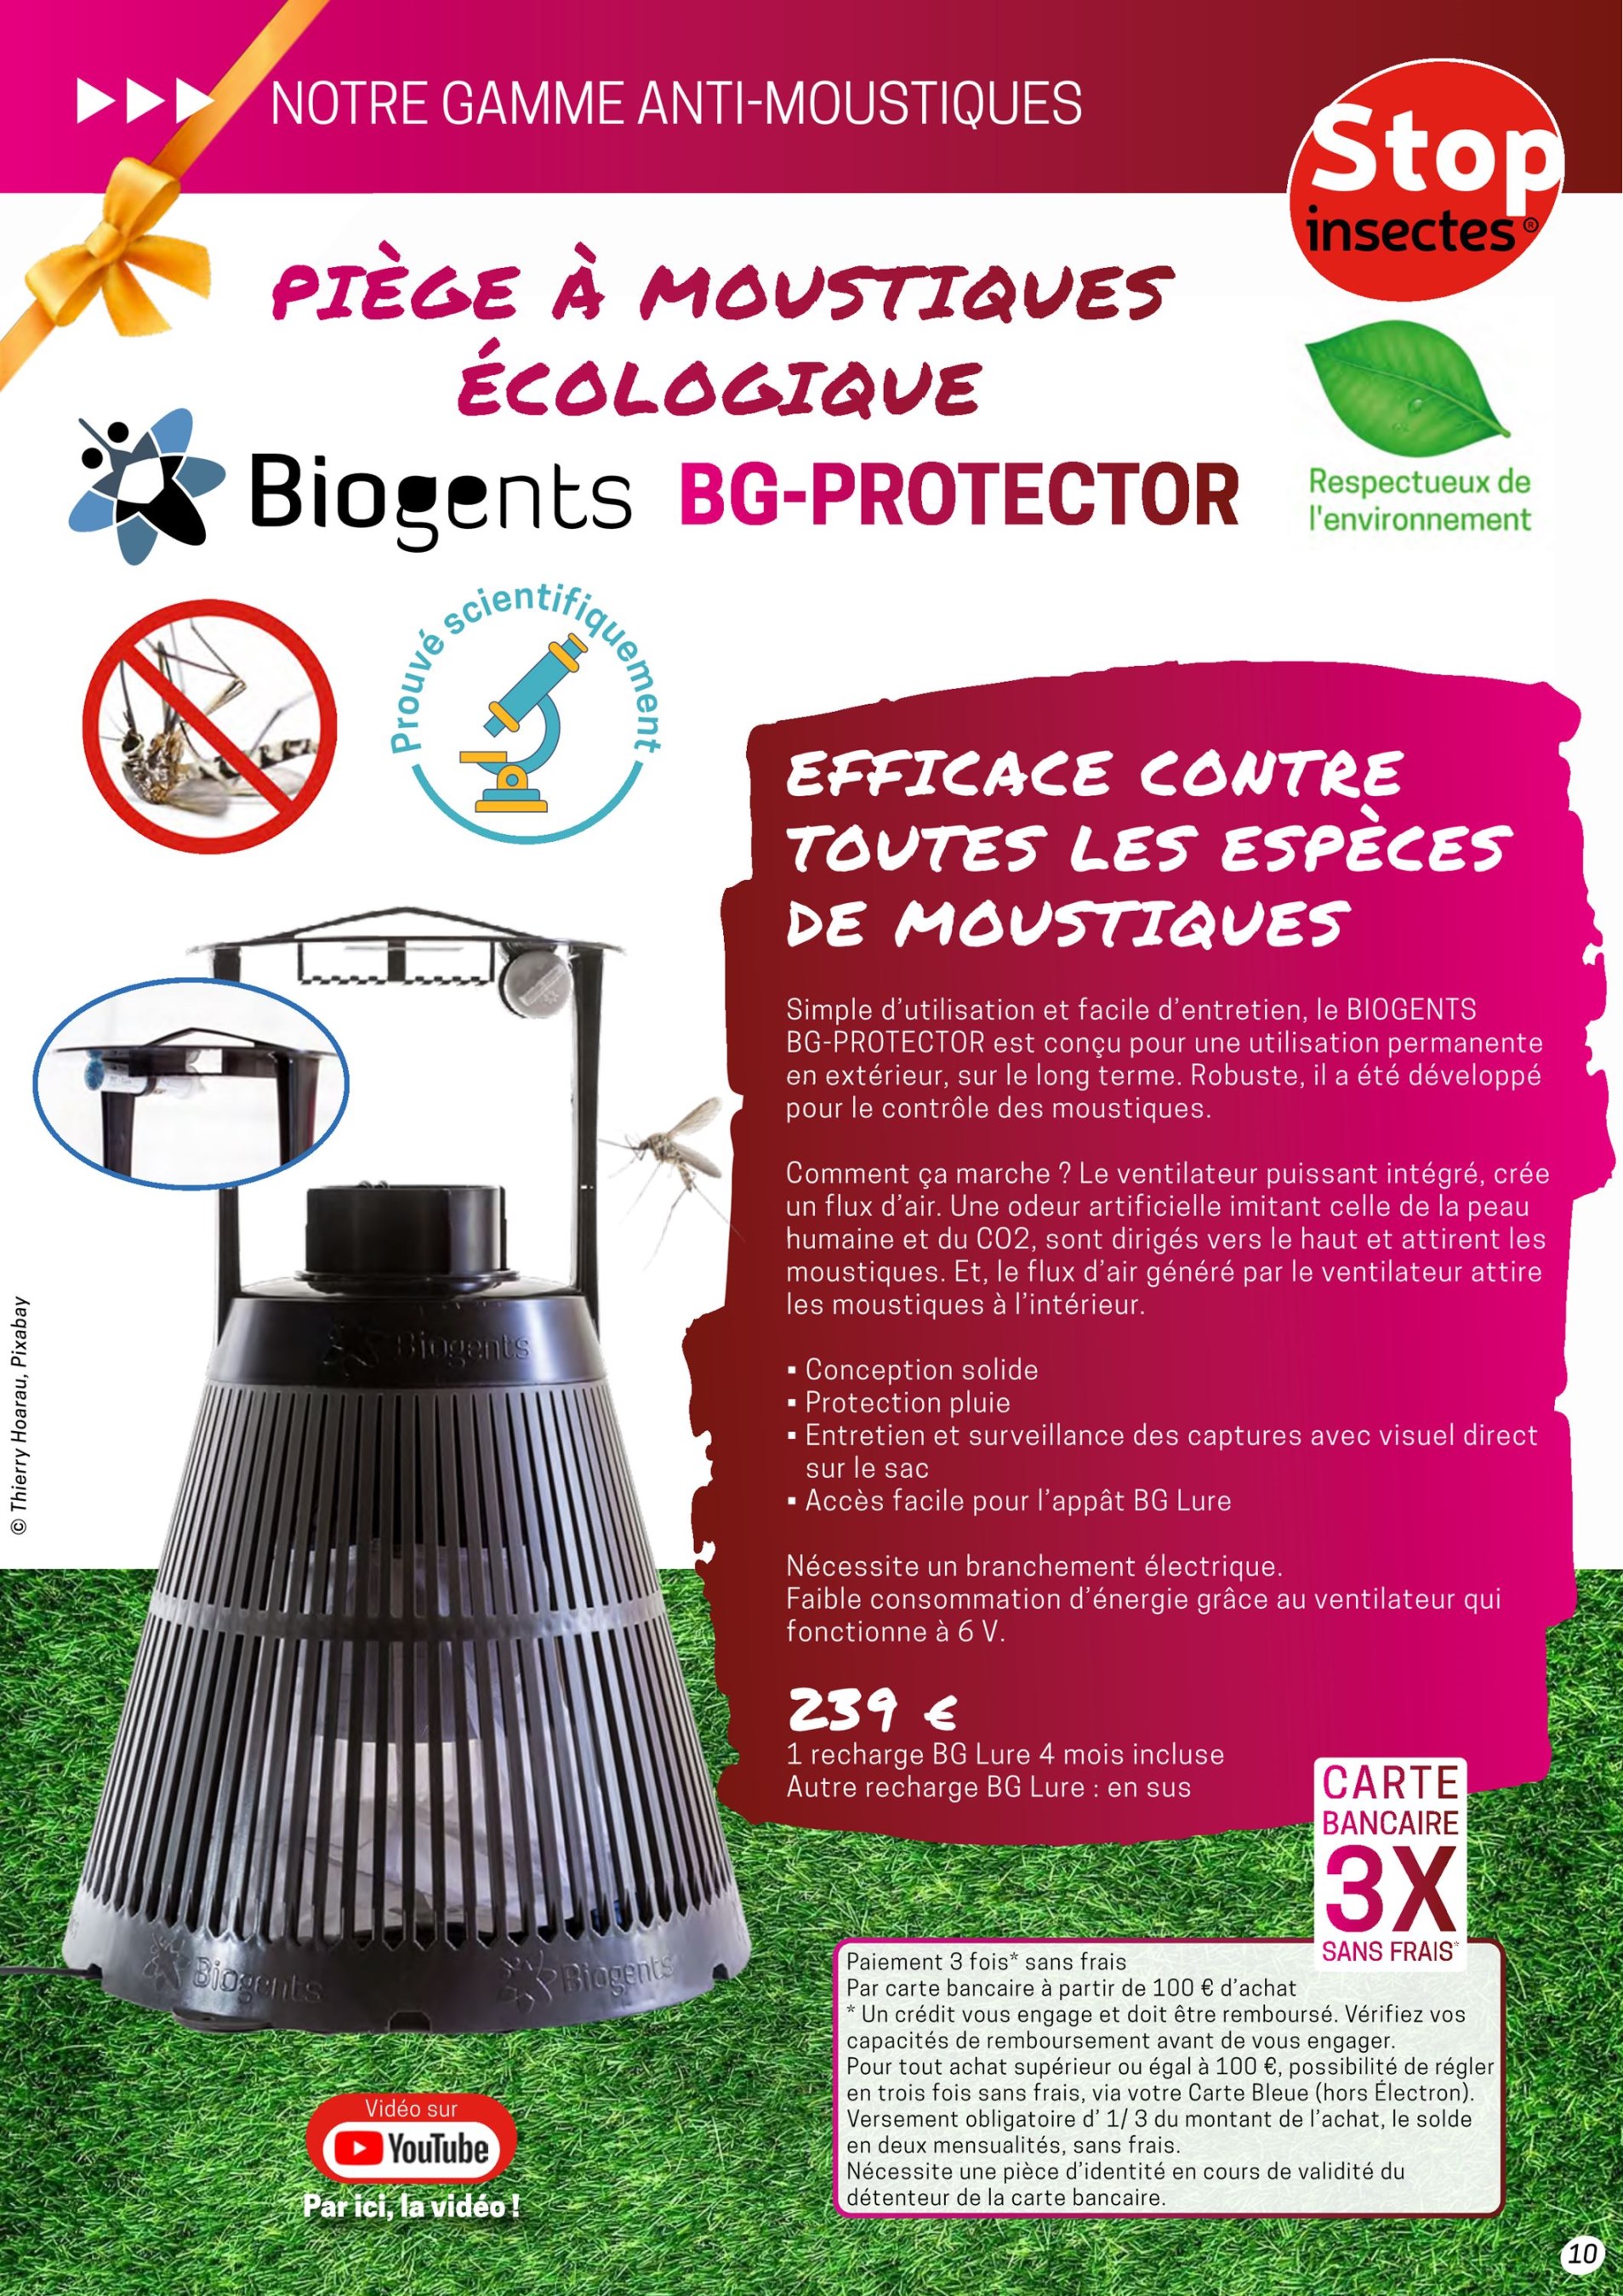 NOTRE GAMME ANTI-MOUSTIQUES
Stop
insectes®
PIÈGE À MOUSTIQUES
ÉCOLOGIQUE
Biogents BG-PROTECTOR
Respectueux de
l'environnement
Prouvé scientifiquement
EFFICACE CONTRE
TOUTES LES ESPÈCES
DE MOUSTIQUES
Simple d'utilisation et facile d'entretien, le BIOGENTS
BG-PROTECTOR est conçu pour une utilisation permanente
en extérieur, sur le long terme. Robuste, il a été développé
pour le contrôle des moustiques.
Comment ça marche ? Le ventilateur puissant intégré, crée
un flux d'air. Une odeur artificielle imitant celle de la peau
humaine et du CO2, sont dirigés vers le haut et attirent les
moustiques. Et, le flux d'air généré par le ventilateur attire
les moustiques à l'intérieur.
▪ Conception solide
▪ Protection pluie
▪ Entretien et surveillance des captures avec visuel direct
sur le sac
▪ Accès facile pour l'appât BG Lure
Nécessite un branchement électrique.
Faible consommation d'énergie grâce au ventilateur qui
fonctionne à 6 V.
239 €
1 recharge BG Lure 4 mois incluse
Autre recharge BG Lure : en sus
CARTE
BANCAIRE
3X
SANS FRAIS*
Paiement 3 fois* sans frais
Par carte bancaire à partir de 100 € d'achat
* Un crédit vous engage et doit être remboursé. Vérifiez vos
capacités de remboursement avant de vous engager.
Pour tout achat supérieur ou égal à 100 €, possibilité de régler
en trois fois sans frais, via votre Carte Bleue (hors Électron).
Versement obligatoire d' 1/ 3 du montant de l'achat, le solde
en deux mensualités, sans frais.
Nécessite une pièce d'identité en cours de validité du
détenteur de la carte bancaire.
Biogents
Biogents
Biogents
© Thierry Hoarau, Pixabay
Vidéo sur
YouTube
Par ici, la vidéo !
10